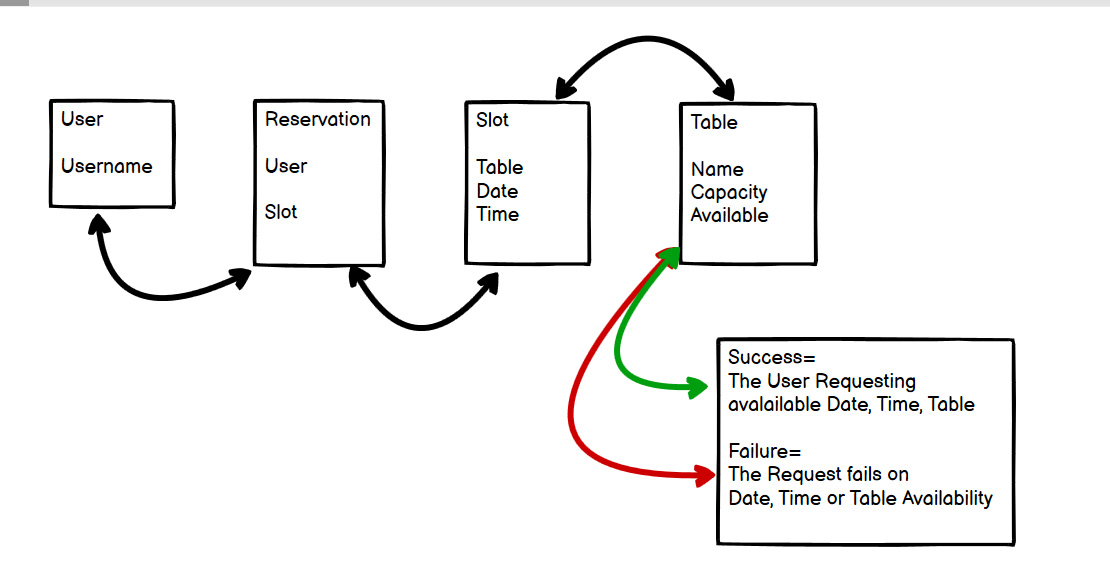 User
Username
Reservation
User
Slot
Slot
Table
Date
Time
Table
Name
Capacity
Available
Success=
The User Requesting
avalailable Date, Time, Table
Failure=
The Request fails on
Date, Time or Table Availability